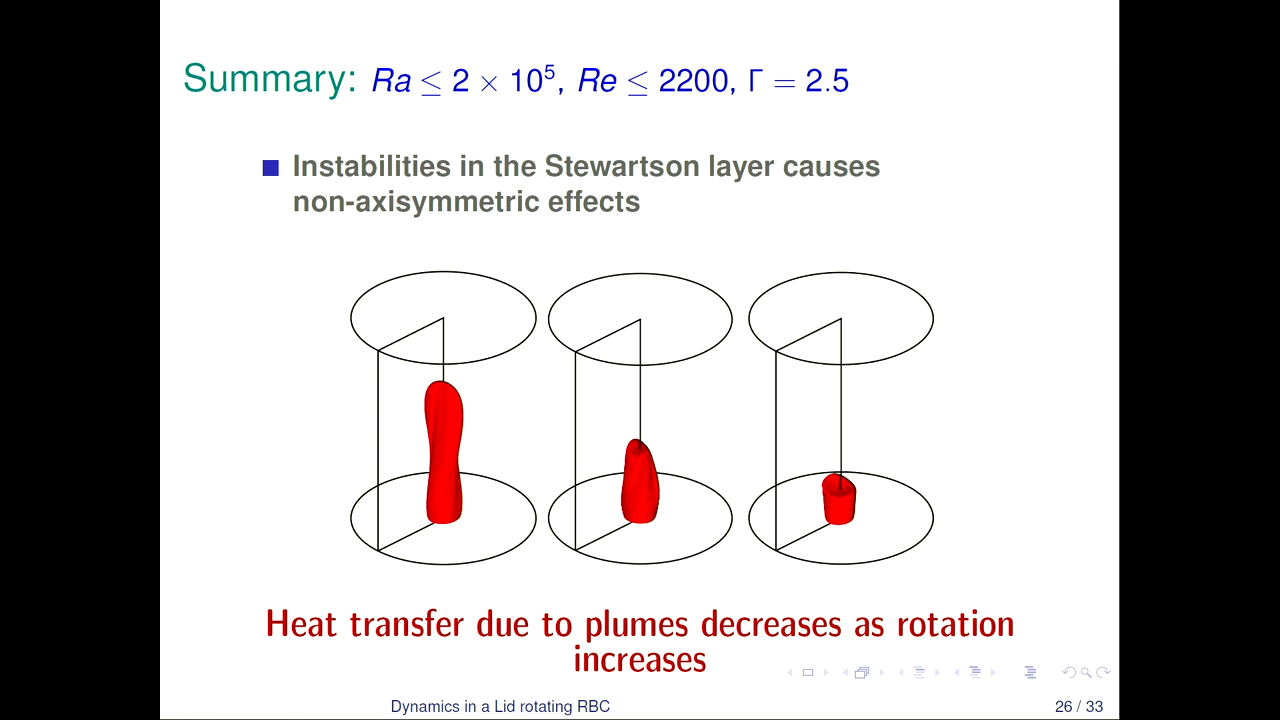 Summary: Ra ≤ 2 × 10⁵, Re ≤ 2200, Γ = 2.5
Instabilities in the Stewartson layer causes
non-axisymmetric effects
Heat transfer due to plumes decreases as rotation
increases
Dynamics in a Lid rotating RBC 26 / 33